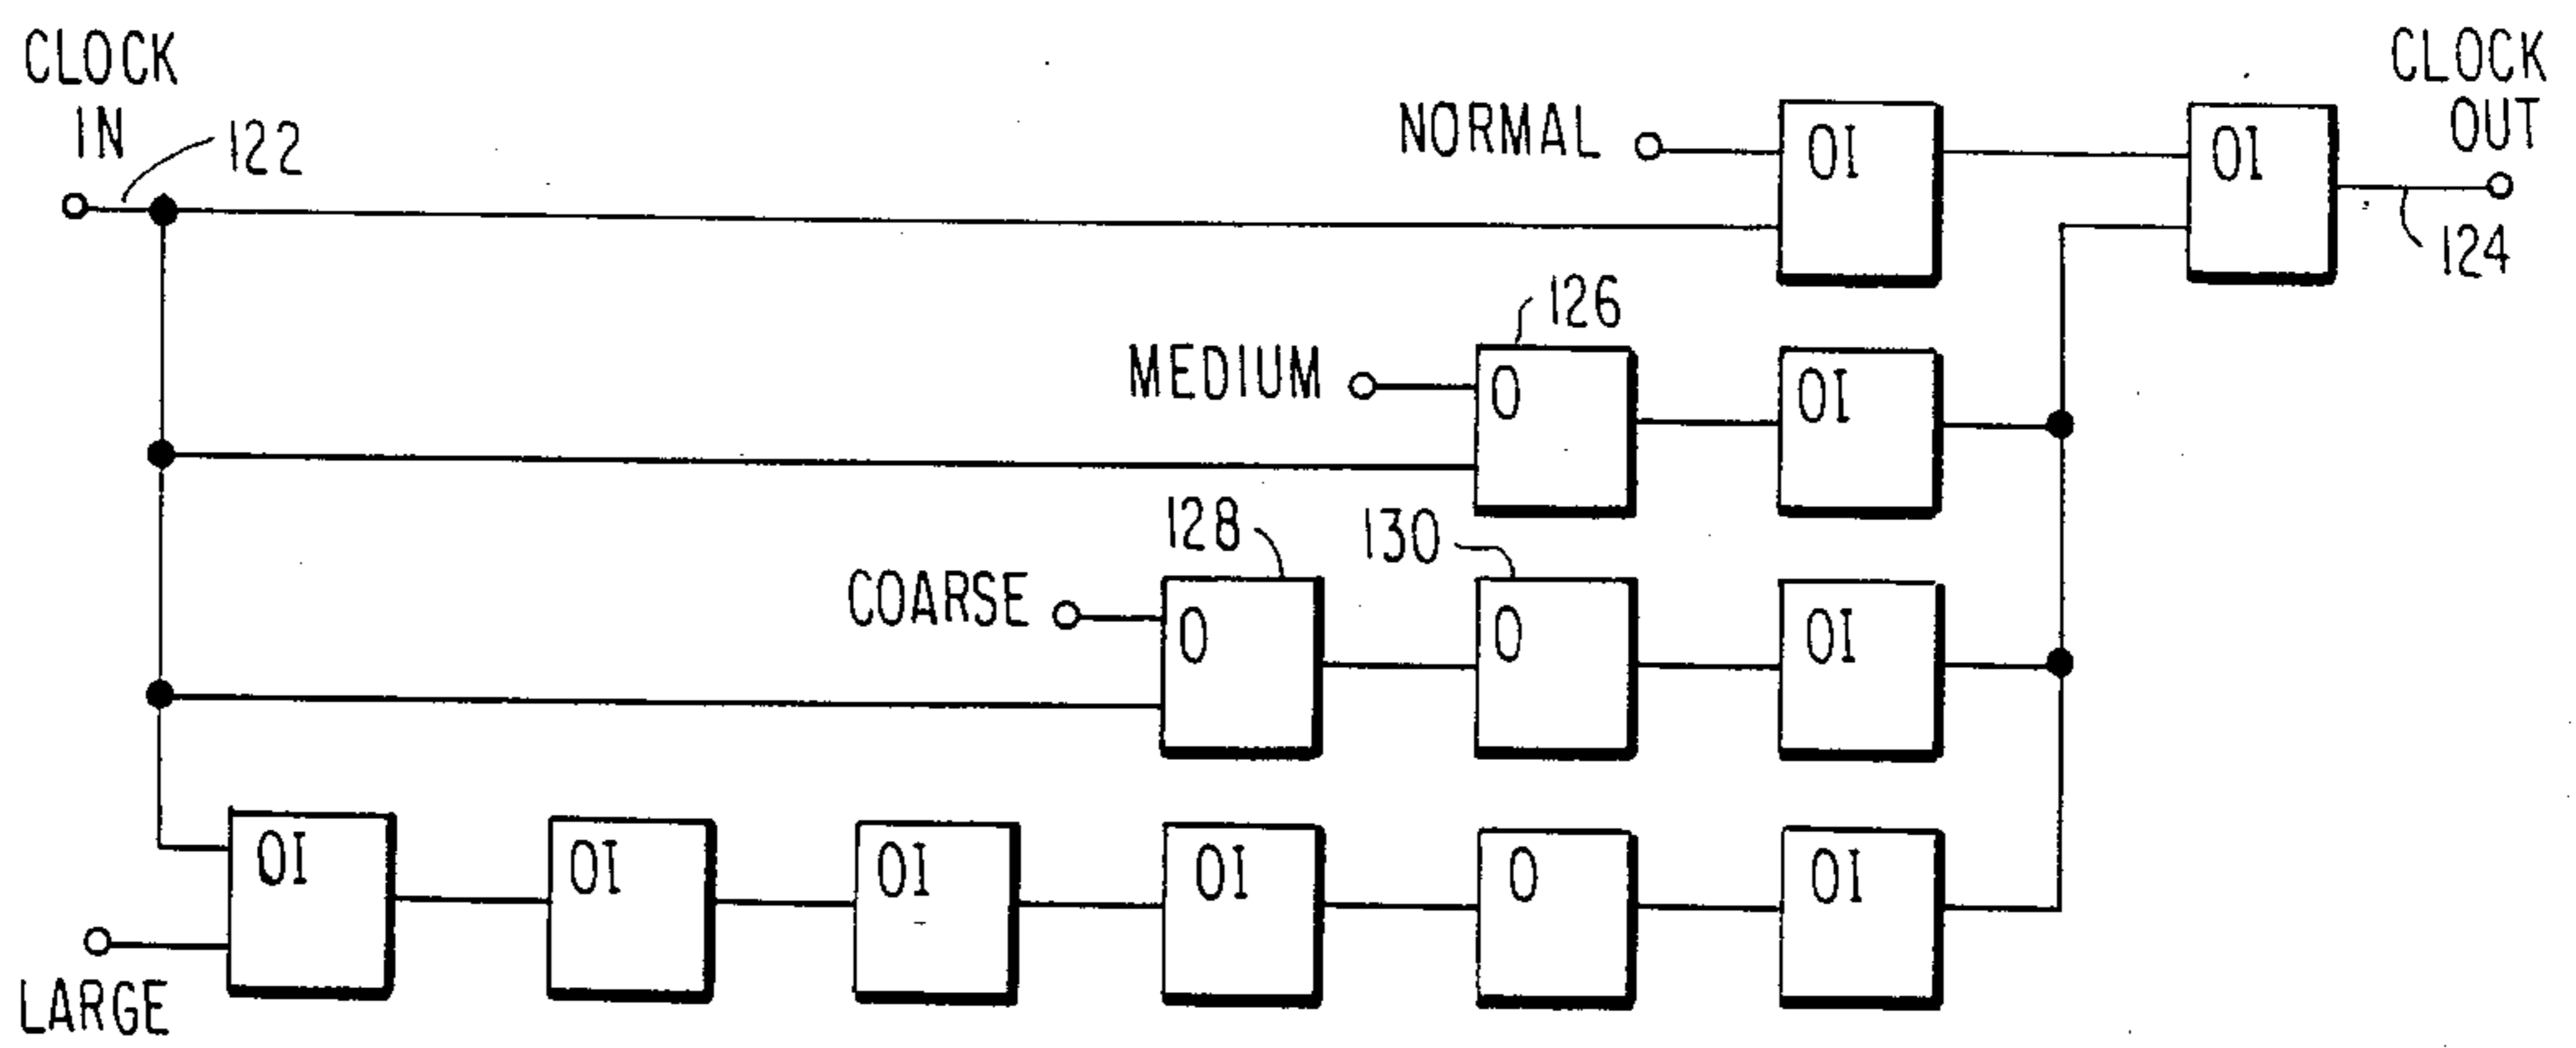 CLOCK
IN
122
NORMAL
OI
OI
CLOCK
OUT
124
MEDIUM
126
O
OI
COARSE
128
O
130
O
OI
OI
OI
OI
OI
O
OI
LARGE